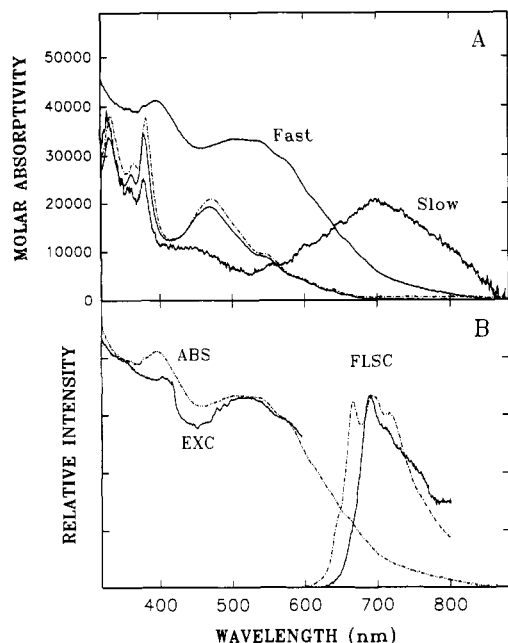 A
MOLAR ABSORPTIVITY
50000
40000
30000
20000
10000
0
Fast
Slow
B
RELATIVE INTENSITY
ABS
EXC
FLSC
400 500 600 700 800
WAVELENGTH (nm)